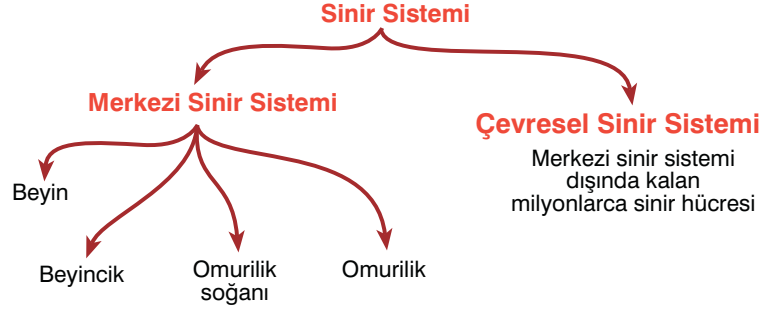 Sinir Sistemi
Merkezi Sinir Sistemi
Çevresel Sinir Sistemi
Merkezi sinir sistemi
dışında kalan
milyonlarca sinir hücresi
Beyin
Beyincik
Omurilik
soğanı
Omurilik